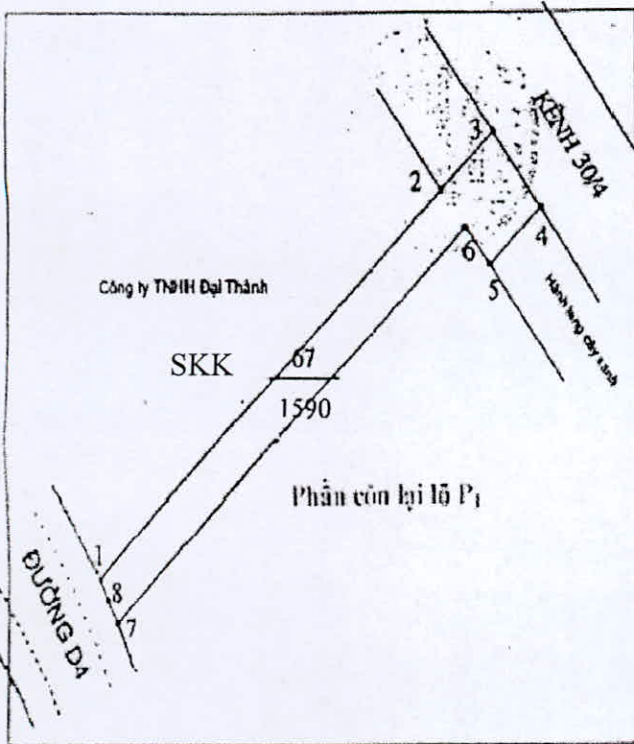 KÊNH 30/4
3
2
4
6
5
Hành lang cây xanh
Công ty TNHH Đại Thành
SKK
67
1590
Phần còn lại lô P1
1
8
7
ĐƯỜNG D4